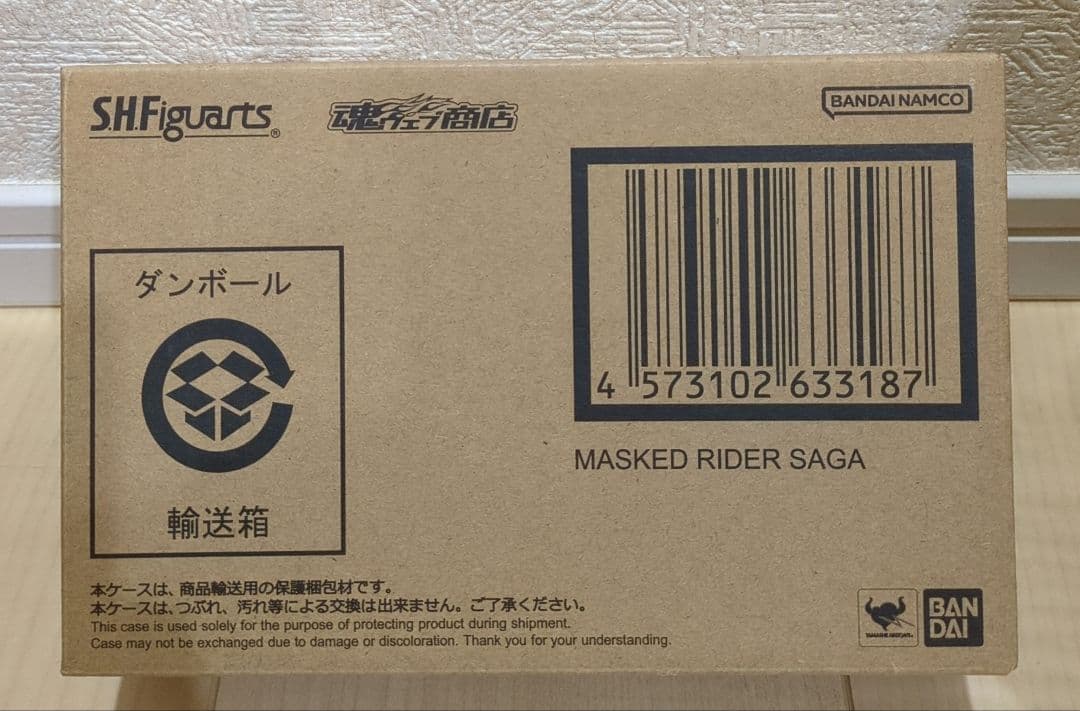 S.H.Figuarts®
魂ウェブ商店
BANDAI NAMCO
4 573102 633187
MASKED RIDER SAGA
ダンボール
輸送箱
本ケースは、商品輸送用の保護梱包材です。
本ケースは、つぶれ、汚れ等による交換は出来ません。ご了承ください。
This case is used solely for the purpose of protecting product during shipment.
Case may not be exchanged due to damage or discoloration. Thank you for your understanding.
TAMASHII NATIONS
BAN
DAI